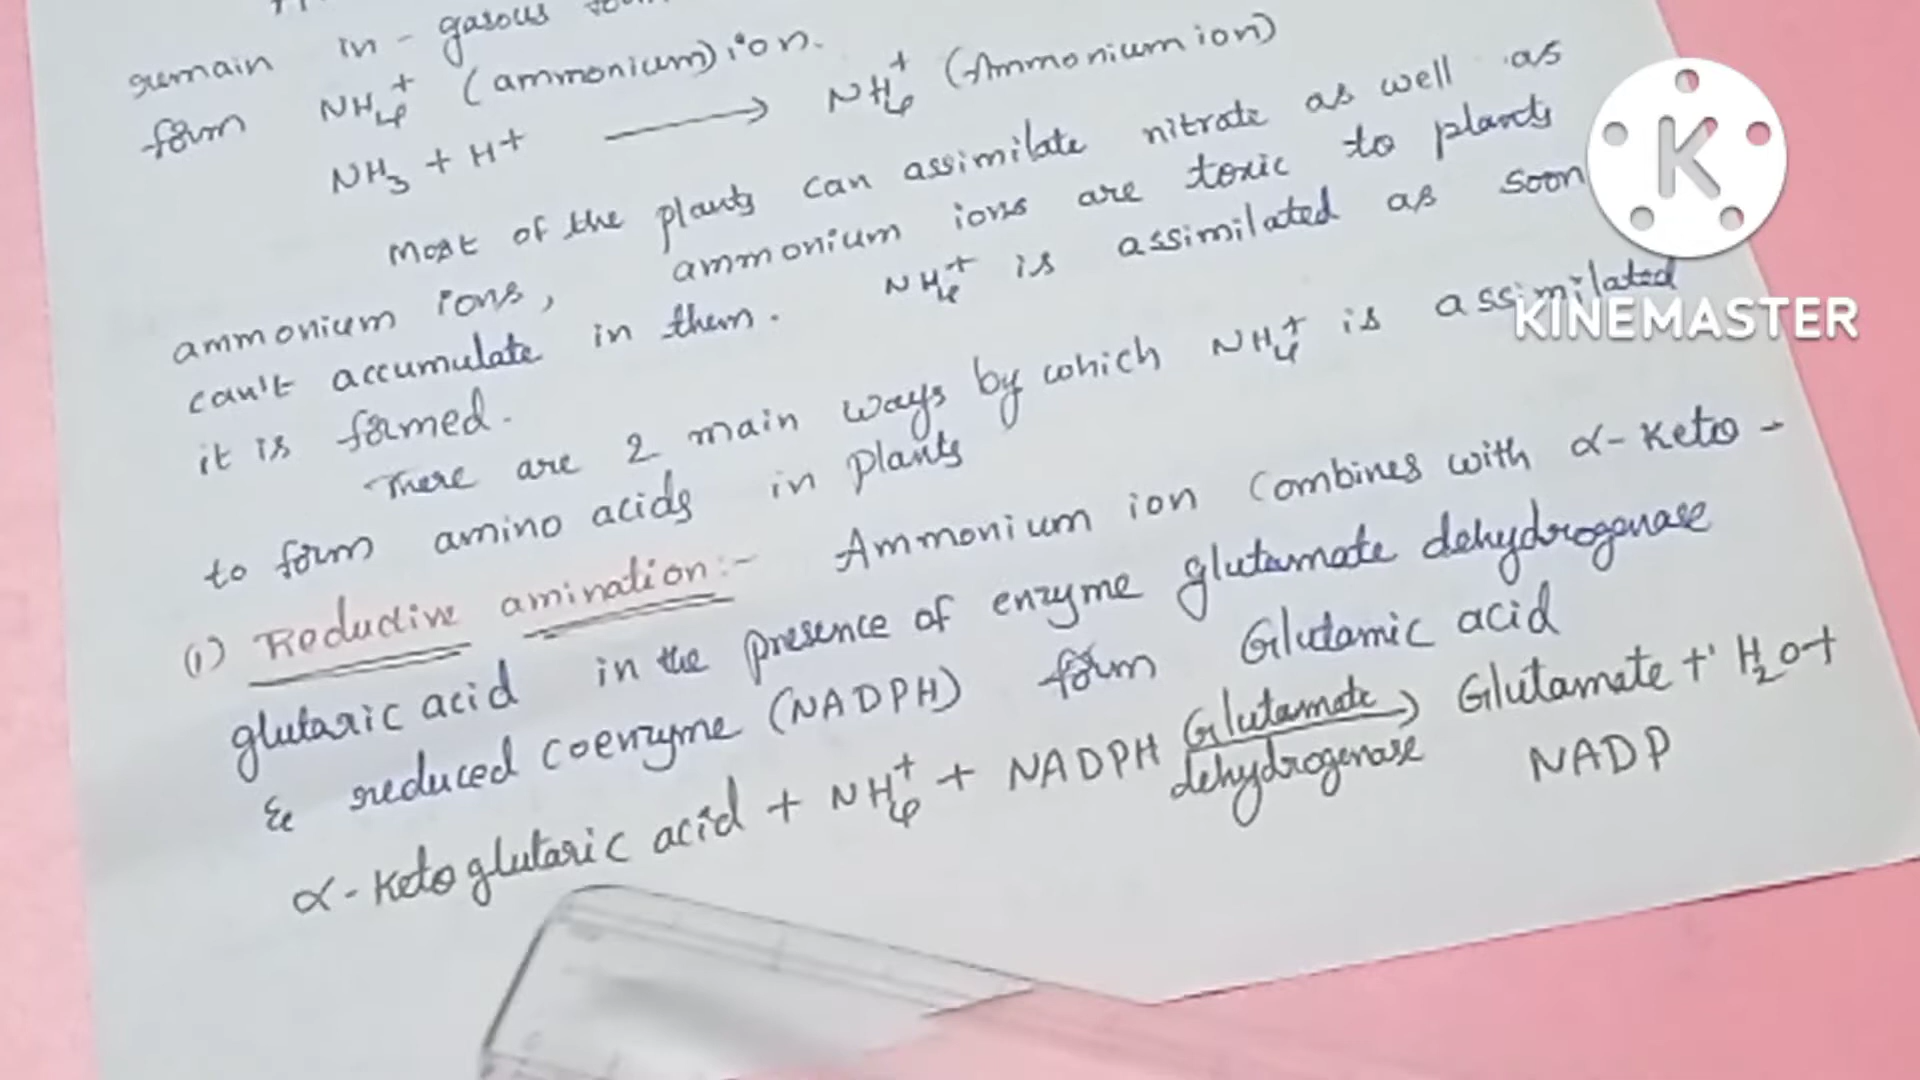 remain in-gasous
form NH4+ (ammonium) ion.
NH3 + H+ → NH4+ (Ammonium ion)
Most of the plants can assimilate nitrate as well as
ammonium ions, ammonium ions are toxic to plants
can't accumulate in them. NH4+ is assimilated as soon
it is formed.
There are 2 main ways by which NH4+ is assimilated
to form amino acids in plants
(1) Reductive amination:- Ammonium ion combines with α-Keto-
glutaric acid in the presence of enzyme glutamate dehydrogenase
& reduced coenzyme (NADPH) form Glutamic acid
α-Ketoglutaric acid + NH4+ + NADPH Glutamate dehydrogenase → Glutamate + H2O +
NADP
K
KINEMASTER